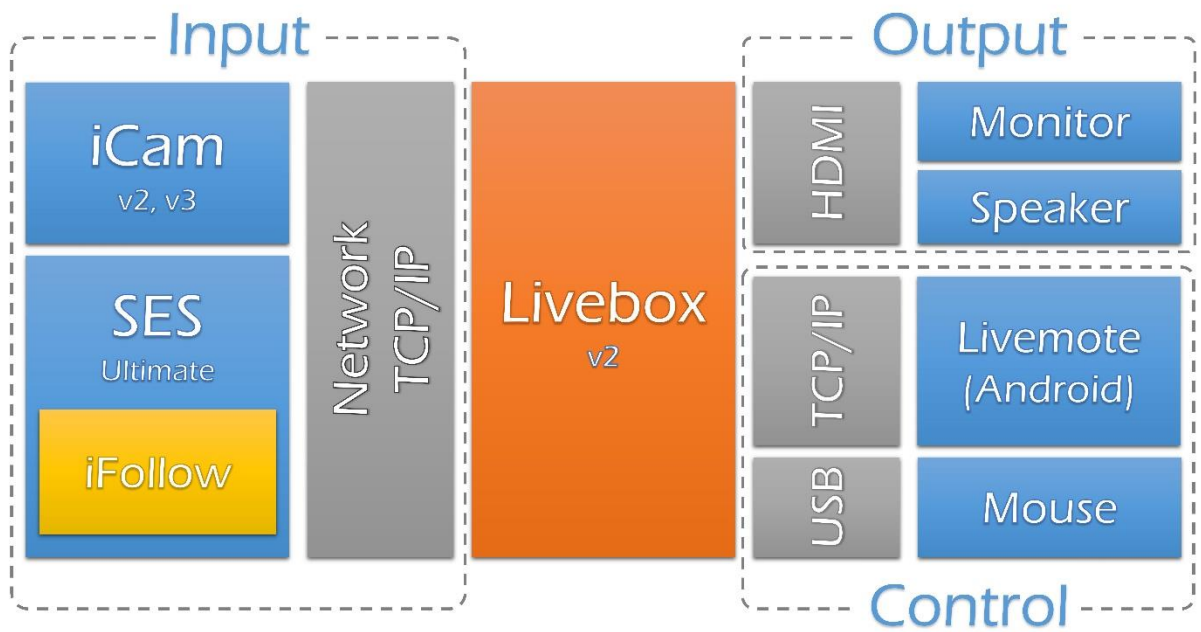 Input
iCam
v2, v3
SES
Ultimate
iFollow
Network
TCP/IP
Livebox
v2
Output
HDMI
Monitor
Speaker
TCP/IP
Livemote
(Android)
USB
Mouse
Control